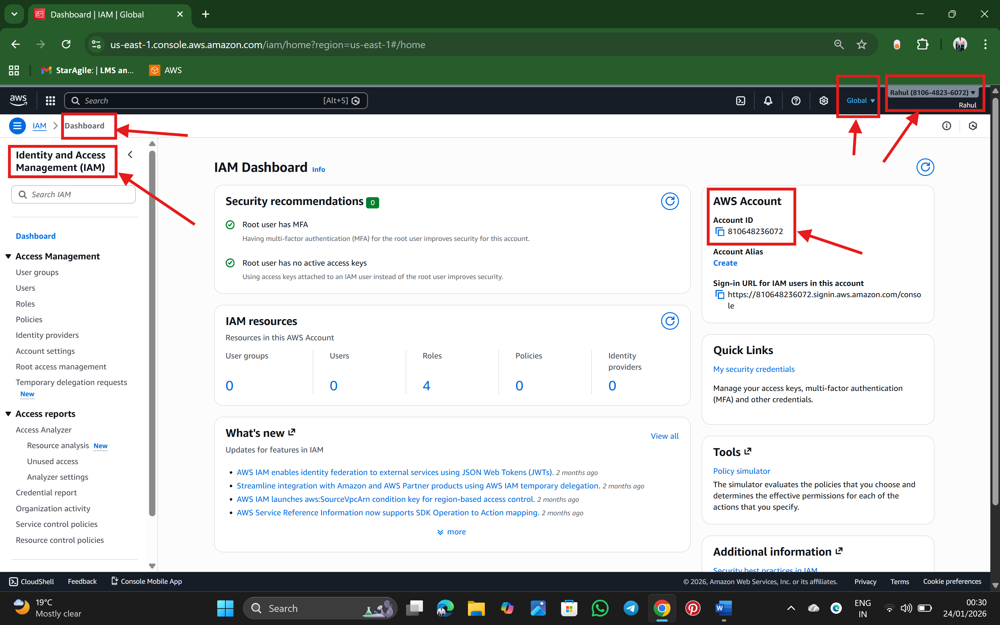 Dashboard | IAM | Global
us-east-1.console.aws.amazon.com/iam/home?region=us-east-1#/home
StarAgile: | LMS an...
AWS
aws
Search
[Alt+S]
Global
Rahul (8106-4823-6072)
Rahul
IAM
Dashboard
Identity and Access
Management (IAM)
Search IAM
Dashboard
Access Management
User groups
Users
Roles
Policies
Identity providers
Account settings
Root access management
Temporary delegation requests
New
Access reports
Access Analyzer
Resource analysis New
Unused access
Analyzer settings
Credential report
Organization activity
Service control policies
Resource control policies
IAM Dashboard Info
Security recommendations 0
Root user has MFA
Having multi-factor authentication (MFA) for the root user improves security for this account.
Root user has no active access keys
Using access keys attached to an IAM user instead of the root user improves security.
IAM resources
Resources in this AWS Account
User groups
0
Users
0
Roles
4
Policies
0
Identity
providers
0
What's new
View all
Updates for features in IAM
• AWS IAM enables identity federation to external services using JSON Web Tokens (JWTs). 2 months ago
• Streamline integration with Amazon and AWS Partner products using AWS IAM temporary delegation. 2 months ago
• AWS IAM launches aws:SourceVpcArn condition key for region-based access control. 2 months ago
• AWS Service Reference Information now supports SDK Operation to Action mapping. 2 months ago
more
AWS Account
Account ID
810648236072
Account Alias
Create
Sign-in URL for IAM users in this account
https://810648236072.signin.aws.amazon.com/conso
le
Quick Links
My security credentials
Manage your access keys, multi-factor authentication
(MFA) and other credentials.
Tools
Policy simulator
The simulator evaluates the policies that you choose and
determines the effective permissions for each of the
actions that you specify.
Additional information
Security best practices in IAM
CloudShell
Feedback
Console Mobile App
© 2026, Amazon Web Services, Inc. or its affiliates.
Privacy
Terms
Cookie preferences
19°C
Mostly clear
Search
W
ENG
IN
00:30
24/01/2026